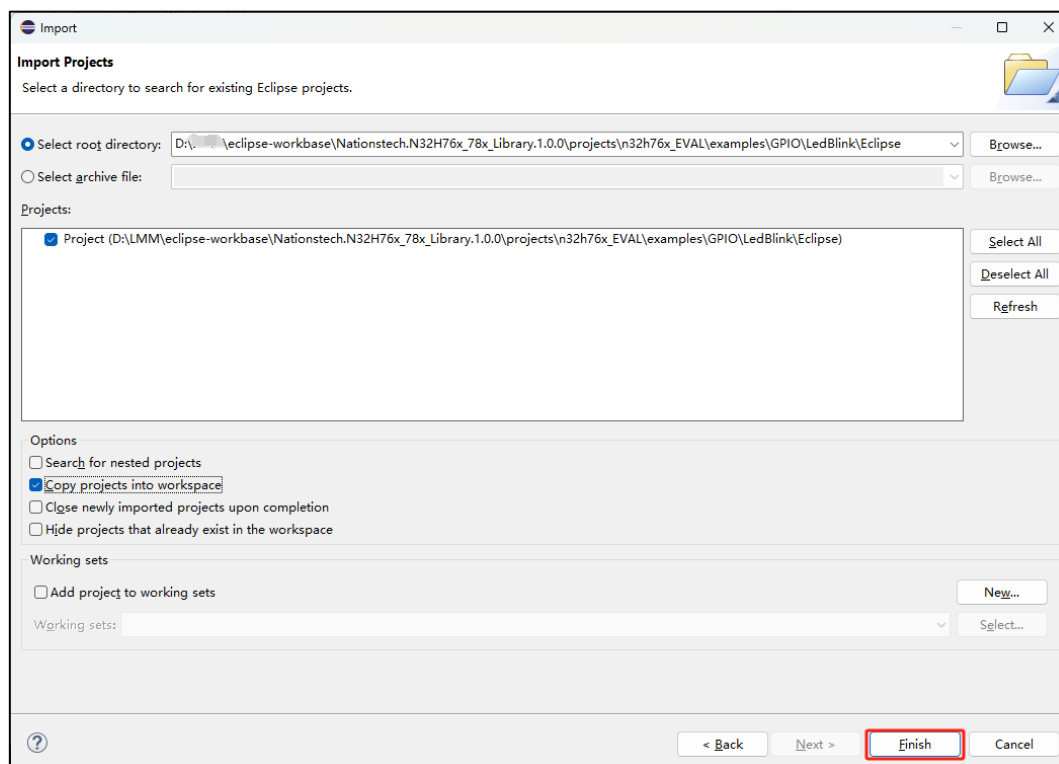 Import
Import Projects
Select a directory to search for existing Eclipse projects.
Select root directory: D:\ \eclipse-workbase\Nationstech.N32H76x_78x_Library.1.0.0\projects\n32h76x_EVAL\examples\GPIO\LedBlink\Eclipse Browse...
Select archive file: Browse...
Projects:
Project (D:\LMM\eclipse-workbase\Nationstech.N32H76x_78x_Library.1.0.0\projects\n32h76x_EVAL\examples\GPIO\LedBlink\Eclipse)
Select All
Deselect All
Refresh
Options
Search for nested projects
Copy projects into workspace
Close newly imported projects upon completion
Hide projects that already exist in the workspace
Working sets
Add project to working sets New...
Working sets: Select...
? < Back Next > Finish Cancel